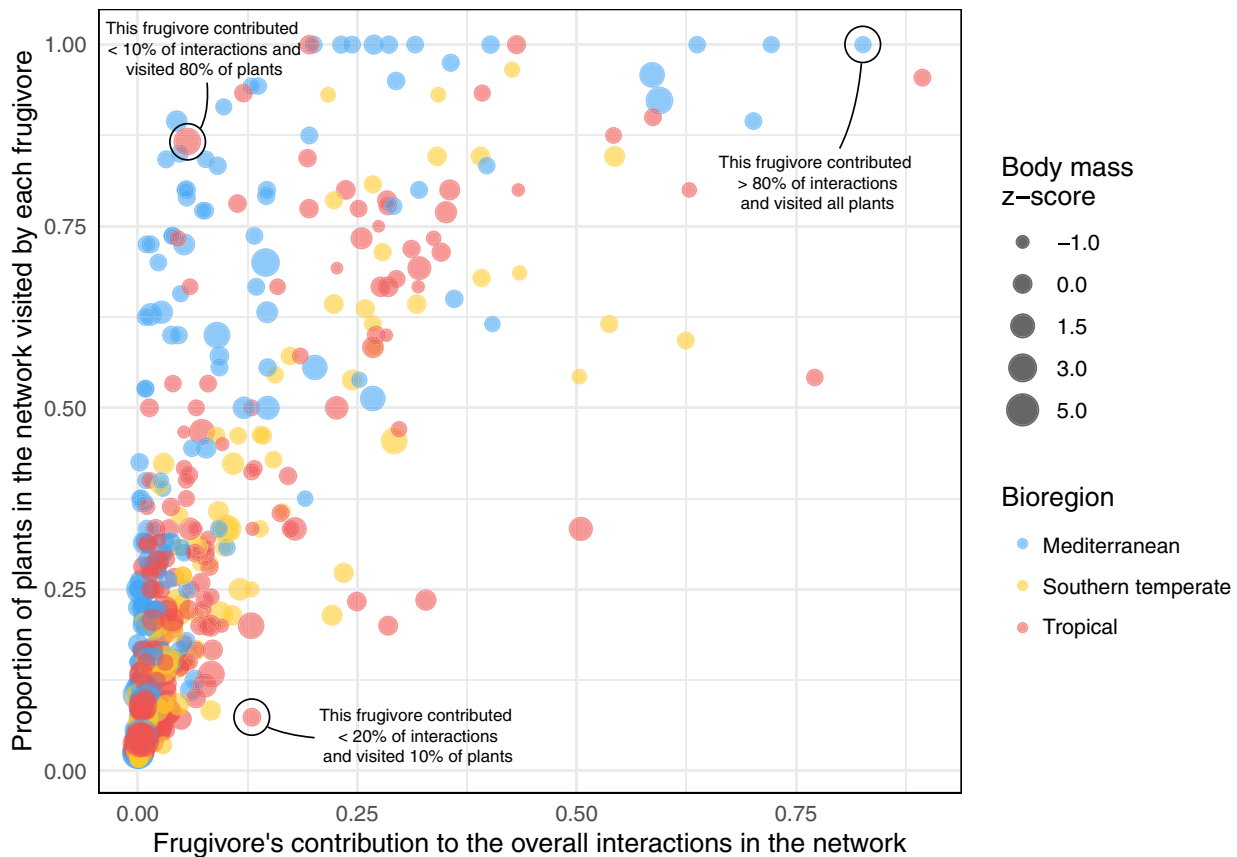 This frugivore contributed
< 10% of interactions and
visited 80% of plants
This frugivore contributed
> 80% of interactions
and visited all plants
This frugivore contributed
< 20% of interactions
and visited 10% of plants
Proportion of plants in the network visited by each frugivore
1.00
0.75
0.50
0.25
0.00
0.00 0.25 0.50 0.75
Frugivore's contribution to the overall interactions in the network
Body mass
z−score
−1.0
0.0
1.5
3.0
5.0
Bioregion
Mediterranean
Southern temperate
Tropical